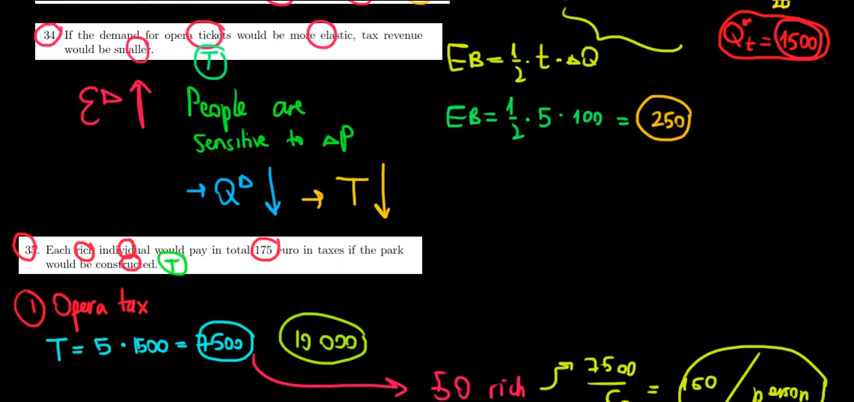 34. If the demand for opera tickets would be more elastic, tax revenue
would be smaller.
T
EB = 1/2 · t · ΔQ
Q*t = 1500
20
ε^D ↑
People are
sensitive to ΔP
→ Q^D ↓ → T ↓
EB = 1/2 · 5 · 100 = 250
35. Each rich individual would pay in total 175 euro in taxes if the park
would be constructed. T
① Opera tax
T = 5 · 1500 = 7500
10 000
50 rich
7500
= 150 / person